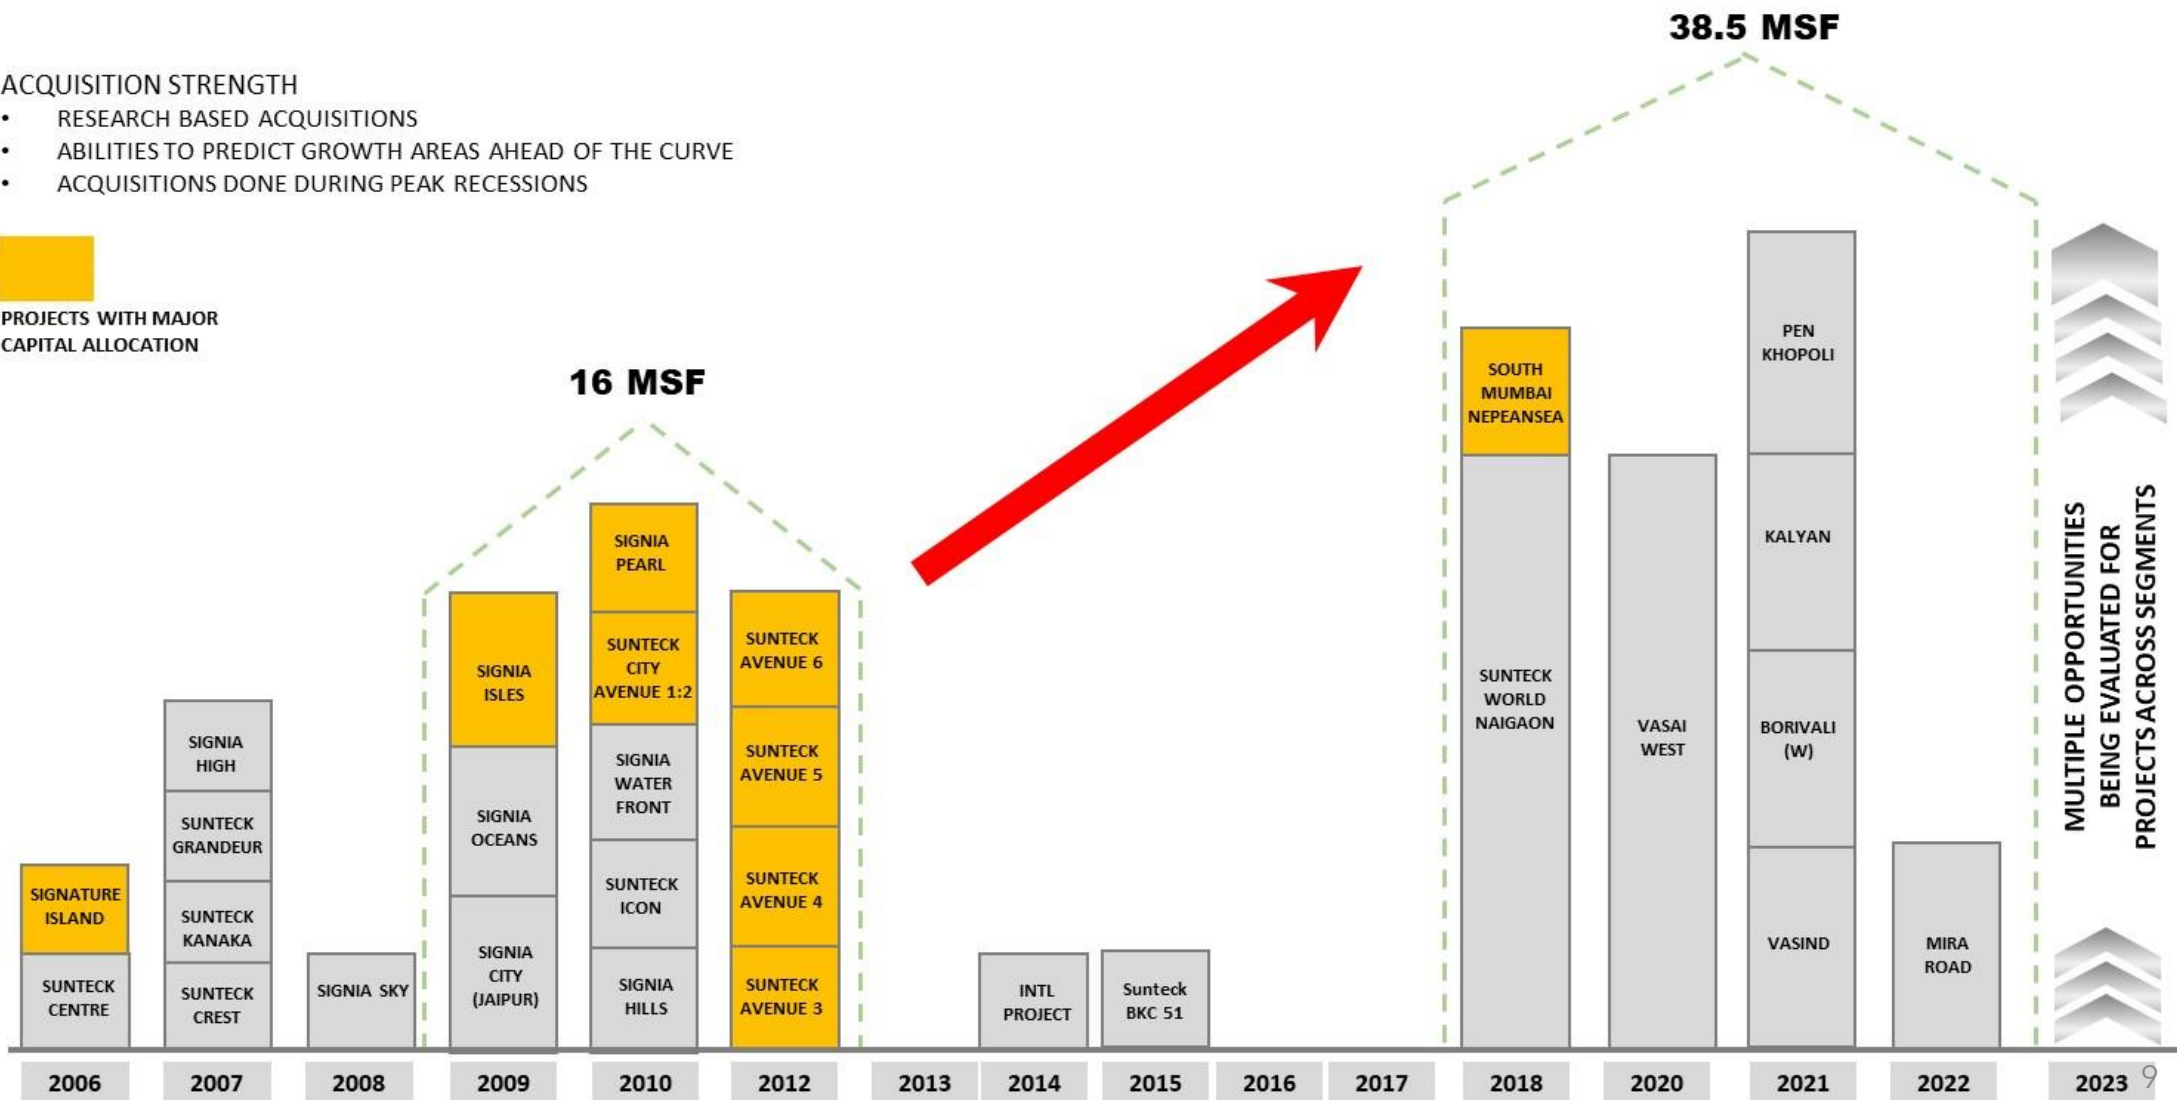 38.5 MSF
ACQUISITION STRENGTH
• RESEARCH BASED ACQUISITIONS
• ABILITIES TO PREDICT GROWTH AREAS AHEAD OF THE CURVE
• ACQUISITIONS DONE DURING PEAK RECESSIONS
PROJECTS WITH MAJOR
CAPITAL ALLOCATION
16 MSF
SIGNATURE
ISLAND
SUNTECK
CENTRE
SIGNIA
HIGH
SUNTECK
GRANDEUR
SUNTECK
KANAKA
SUNTECK
CREST
SIGNIA SKY
SIGNIA
ISLES
SIGNIA
OCEANS
SIGNIA
CITY
(JAIPUR)
SIGNIA
PEARL
SUNTECK
CITY
AVENUE 1:2
SIGNIA
WATER
FRONT
SUNTECK
ICON
SIGNIA
HILLS
SUNTECK
AVENUE 6
SUNTECK
AVENUE 5
SUNTECK
AVENUE 4
SUNTECK
AVENUE 3
INTL
PROJECT
Sunteck
BKC 51
SOUTH
MUMBAI
NEPEANSEA
SUNTECK
WORLD
NAIGAON
VASAI
WEST
PEN
KHOPOLI
KALYAN
BORIVALI
(W)
VASIND
MIRA
ROAD
MULTIPLE OPPORTUNITIES
BEING EVALUATED FOR
PROJECTS ACROSS SEGMENTS
2006 2007 2008 2009 2010 2012 2013 2014 2015 2016 2017 2018 2020 2021 2022 2023
9